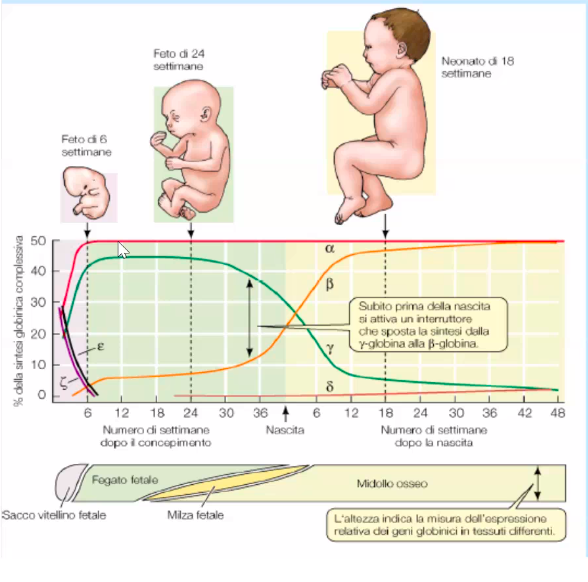 Feto di 24
settimane
Neonato di 18
settimane
Feto di 6
settimane
% della sintesi globinica complassiva
50
40
30
20
10
0
α
β
γ
δ
ε
ζ
Subito prima della nascita
si attiva un interruttore
che sposta la sintesi dalla
γ-globina alla β-globina.
6 12 18 24 30 36 6 12 18 24 30 36 42 48
Numero di settimane
dopo il concepimento
Nascita
Numero di settimane
dopo la nascita
Fegato fetale
Midollo osseo
Sacco vitellino fetale
Milza fetale
L'altezza indica la misura dell'espressione
relativa dei geni globinici in tessuti differenti.